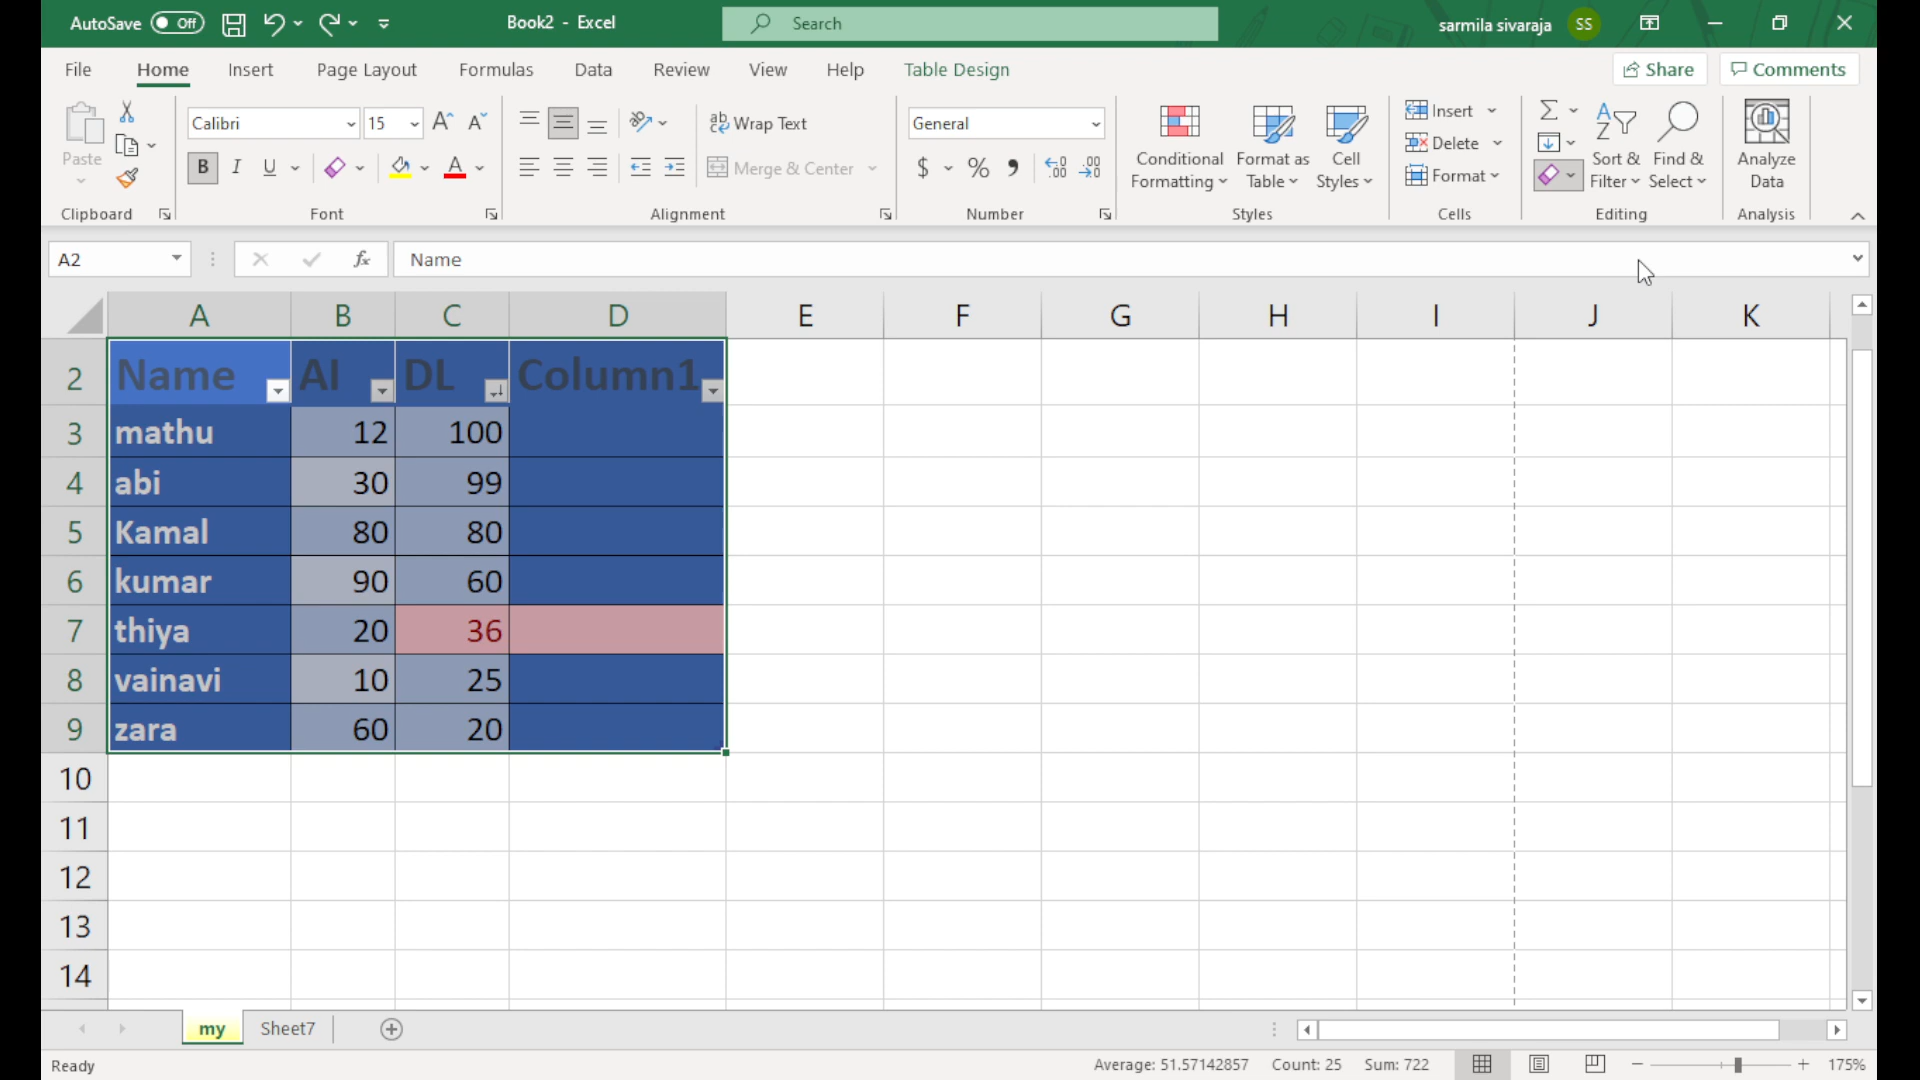 AutoSave Off Book2 - Excel Search sarmila sivaraja SS
File Home Insert Page Layout Formulas Data Review View Help Table Design Share Comments
Paste Calibri 15 Wrap Text General Conditional Formatting Format as Table Cell Styles Insert Delete Format Sort & Filter Find & Select Analyze Data
B I U A Merge & Center $ %
Clipboard Font Alignment Number Styles Cells Editing Analysis
A2 fx Name
A B C D E F G H I J K
2 Name AI DL Column1
3 mathu 12 100
4 abi 30 99
5 Kamal 80 80
6 kumar 90 60
7 thiya 20 36
8 vainavi 10 25
9 zara 60 20
10
11
12
13
14
my Sheet7
Ready Average: 51.57142857 Count: 25 Sum: 722 175%